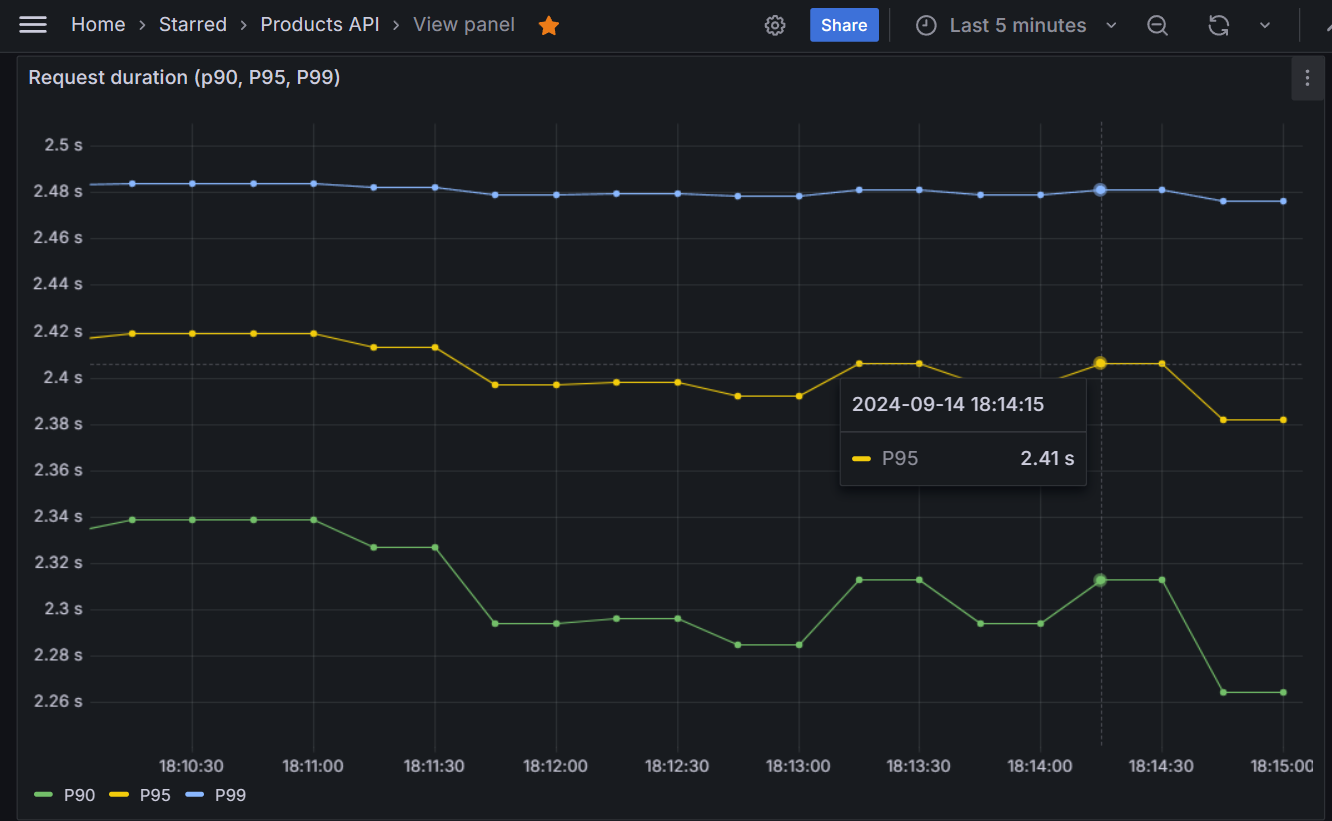 Home › Starred › Products API › View panel Share Last 5 minutes
Request duration (p90, P95, P99)
2.5 s
2.48 s
2.46 s
2.44 s
2.42 s
2.4 s
2.38 s
2.36 s
2.34 s
2.32 s
2.3 s
2.28 s
2.26 s
2024-09-14 18:14:15
P95 2.41 s
18:10:30 18:11:00 18:11:30 18:12:00 18:12:30 18:13:00 18:13:30 18:14:00 18:14:30 18:15:00
P90 P95 P99